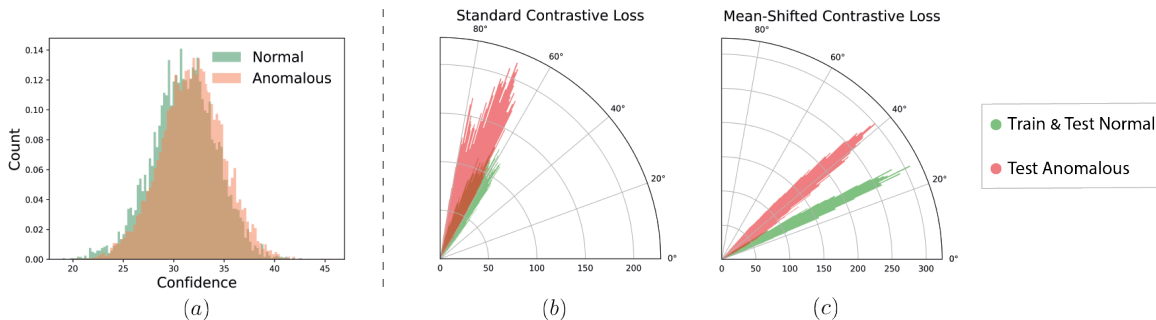 0.14
0.12
0.10
0.08
0.06
0.04
0.02
0.00
Count
Normal
Anomalous
20 25 30 35 40 45
Confidence
(a)
Standard Contrastive Loss
80°
60°
40°
20°
0°
0 50 100 150 200
(b)
Mean-Shifted Contrastive Loss
80°
60°
40°
20°
0°
0 50 100 150 200 250 300
(c)
Train & Test Normal
Test Anomalous